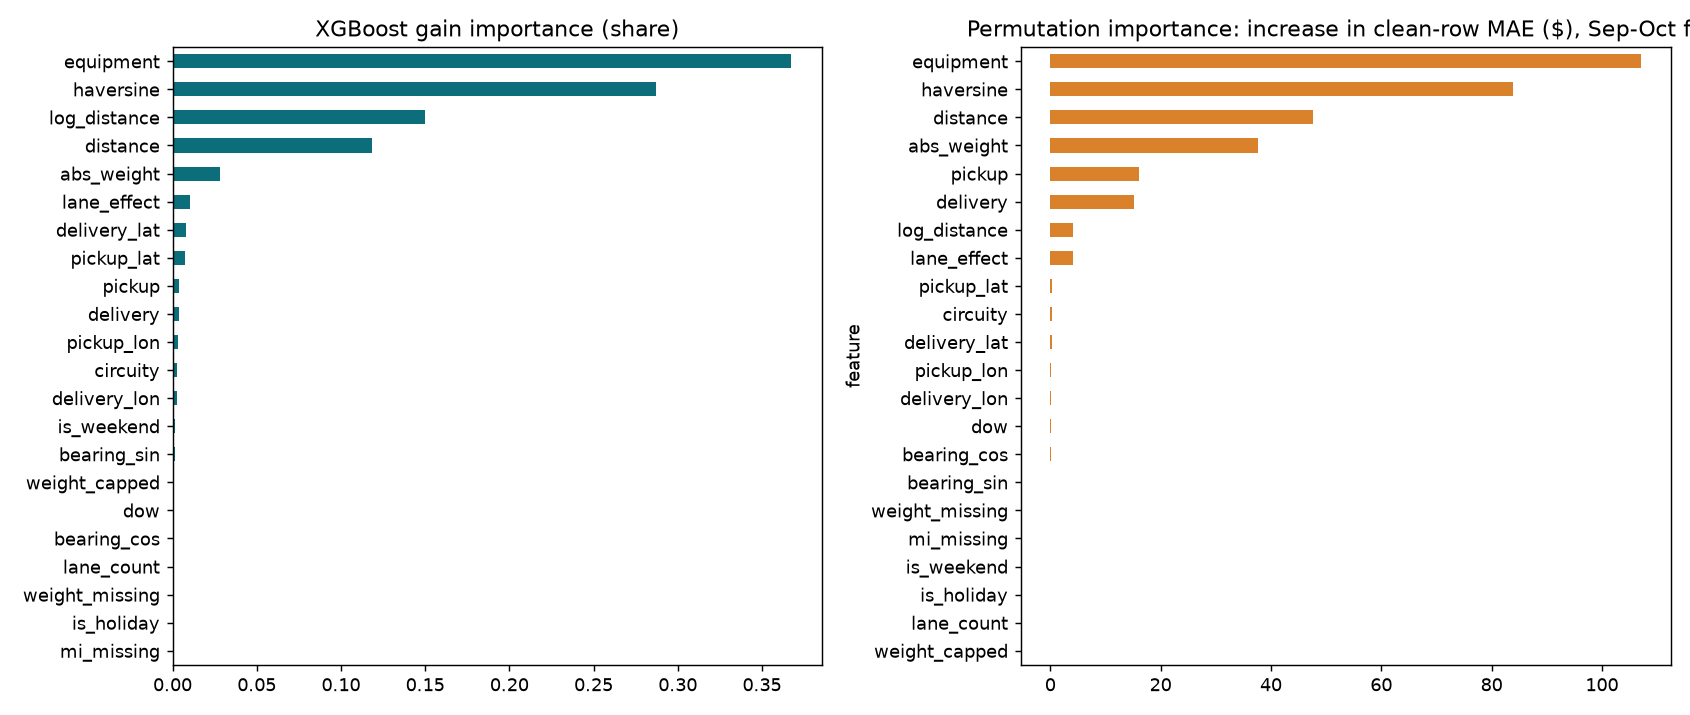 XGBoost gain importance (share)
equipment
haversine
log_distance
distance
abs_weight
lane_effect
delivery_lat
pickup_lat
pickup
delivery
pickup_lon
circuity
delivery_lon
is_weekend
bearing_sin
weight_capped
dow
bearing_cos
lane_count
weight_missing
is_holiday
mi_missing
0.00 0.05 0.10 0.15 0.20 0.25 0.30 0.35
Permutation importance: increase in clean-row MAE ($), Sep-Oct f
feature
equipment
haversine
distance
abs_weight
pickup
delivery
log_distance
lane_effect
pickup_lat
circuity
delivery_lat
pickup_lon
delivery_lon
dow
bearing_cos
bearing_sin
weight_missing
mi_missing
is_weekend
is_holiday
lane_count
weight_capped
0 20 40 60 80 100